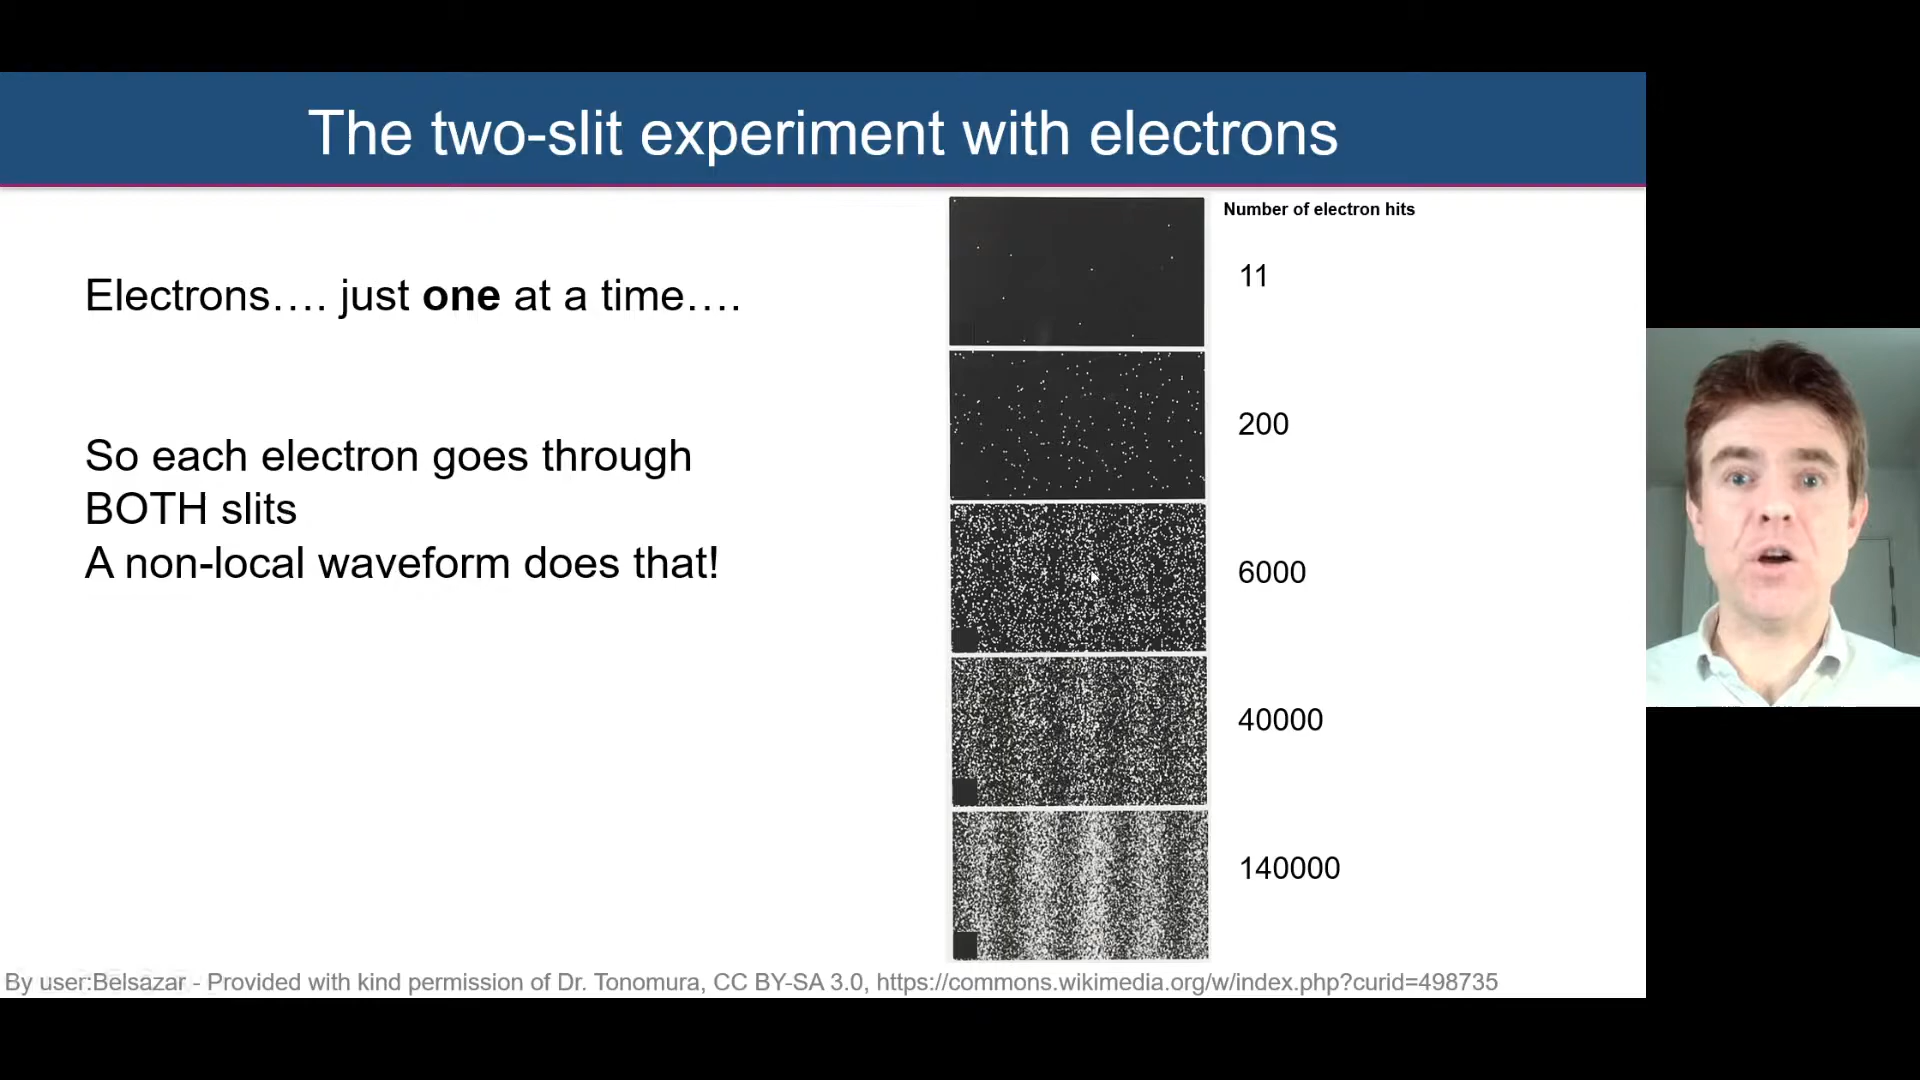 The two-slit experiment with electrons
Number of electron hits
Electrons.... just one at a time....
11
200
So each electron goes through
BOTH slits
A non-local waveform does that!
6000
40000
140000
By user:Belsazar - Provided with kind permission of Dr. Tonomura, CC BY-SA 3.0, https://commons.wikimedia.org/w/index.php?curid=498735